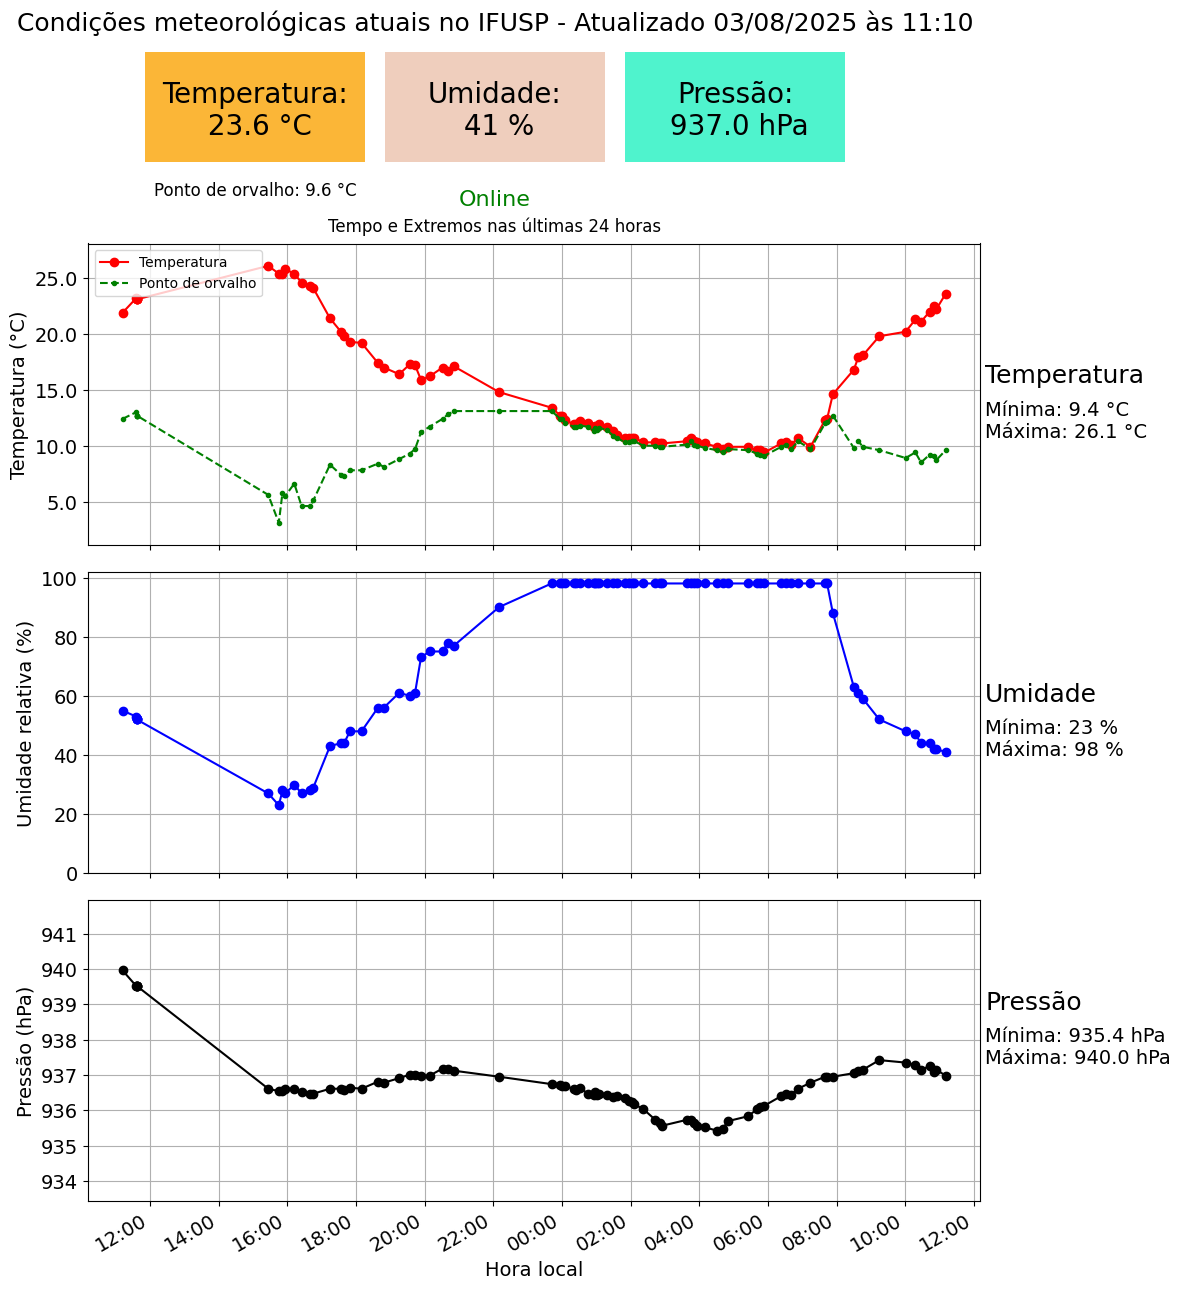 Condições meteorológicas atuais no IFUSP - Atualizado 03/08/2025 às 11:10
Temperatura:
23.6 °C
Umidade:
41 %
Pressão:
937.0 hPa
Ponto de orvalho: 9.6 °C
Online
Tempo e Extremos nas últimas 24 horas
Temperatura
Ponto de orvalho
Temperatura (°C)
25.0
20.0
15.0
10.0
5.0
Temperatura
Mínima: 9.4 °C
Máxima: 26.1 °C
Umidade relativa (%)
100
80
60
40
20
0
Umidade
Mínima: 23 %
Máxima: 98 %
Pressão (hPa)
941
940
939
938
937
936
935
934
Pressão
Mínima: 935.4 hPa
Máxima: 940.0 hPa
12:00 14:00 16:00 18:00 20:00 22:00 00:00 02:00 04:00 06:00 08:00 10:00 12:00
Hora local